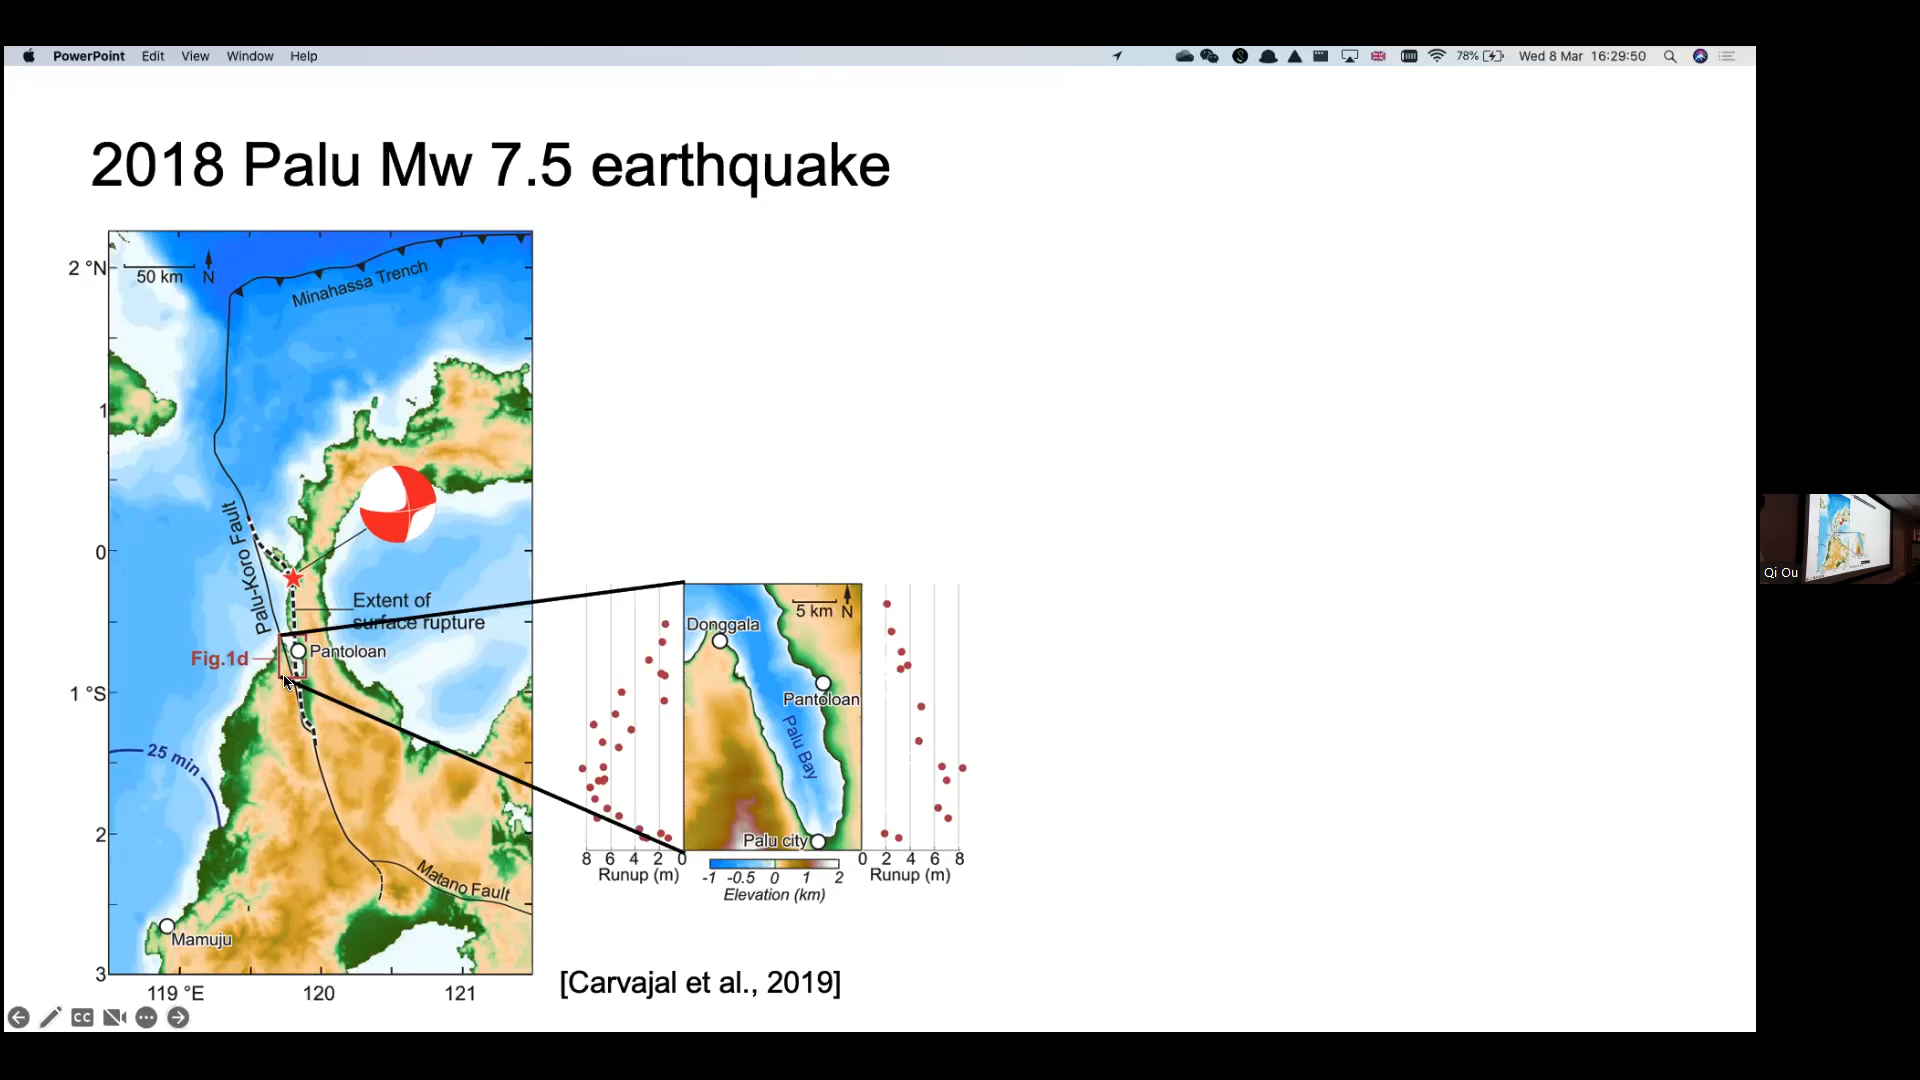 PowerPoint Edit View Window Help
78% Wed 8 Mar 16:29:50
2018 Palu Mw 7.5 earthquake
2 °N
1
0
1 °S
2
3
119 °E 120 121
50 km N
Minahassa Trench
Palu-Koro Fault
Extent of
surface rupture
Fig.1d
Pantoloan
25 min
Matano Fault
Mamuju
5 km N
Donggala
Pantoloan
Palu Bay
Palu city
8 6 4 2 0
Runup (m)
-1 -0.5 0 1 2
Elevation (km)
0 2 4 6 8
Runup (m)
[Carvajal et al., 2019]
CC
Qi Ou